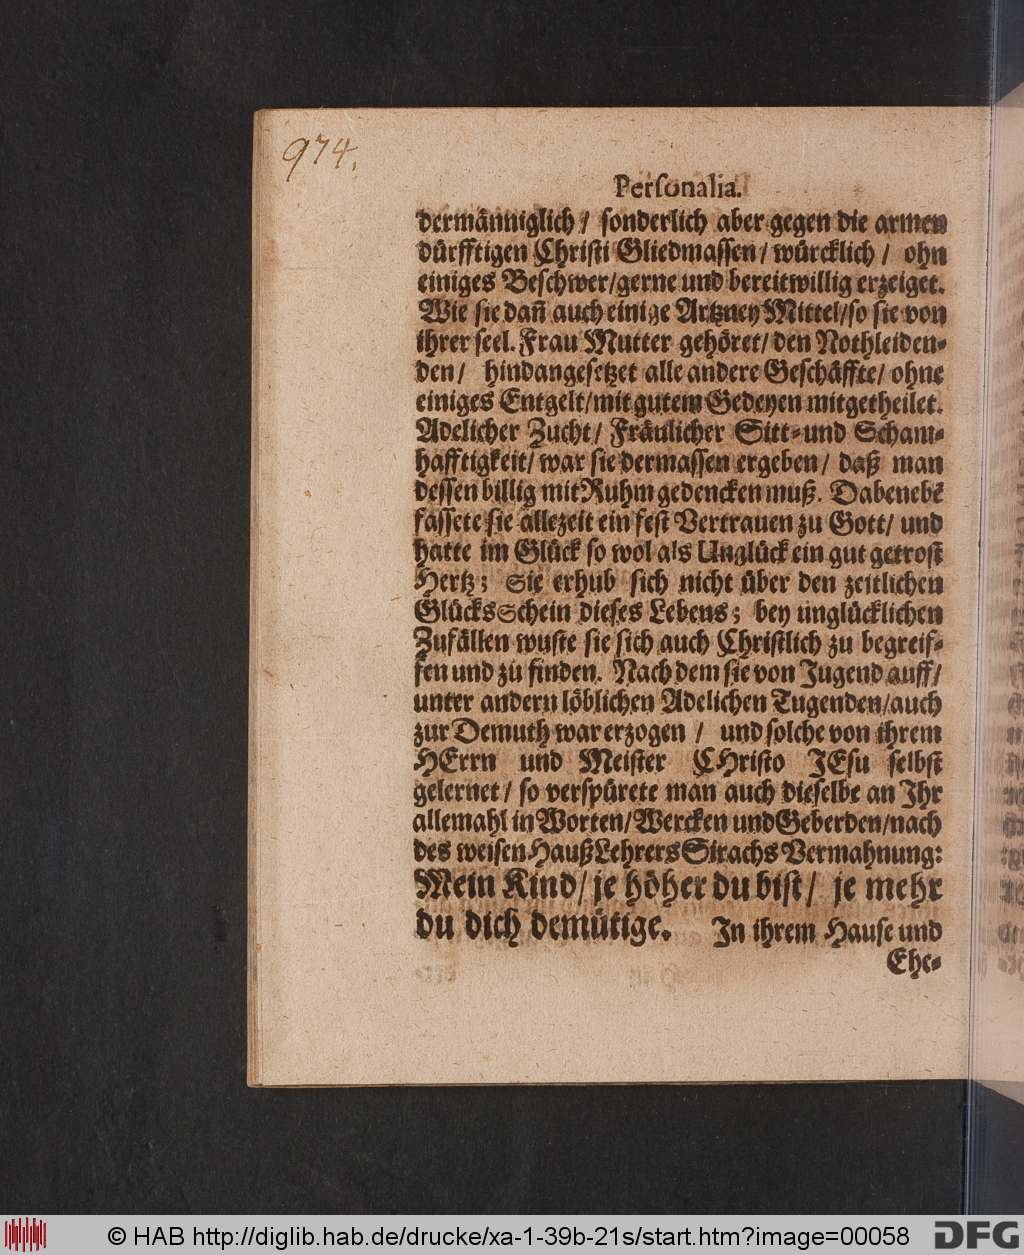 974.
Personalia.
dermänniglich / sonderlich aber gegen die armen
dürfftigen Christi Gliedmassen / würcklich / ohn
einiges Beschwer/gerne und bereitwillig erzeiget.
Wie sie dañ auch einige Artzney Mittel/so sie von
ihrer seel. Frau Mutter gehöret/ den Nothleiden-
den / hindangesetzet alle andere Geschäffte/ ohne
einiges Entgelt/mit gutem Gedeyen mitgetheilet.
Adelicher Zucht/ Fräulicher Sitt-und Scham-
hafftigkeit/ war sie dermassen ergeben/ daß man
dessen billig mit Ruhm gedencken muß. Dabenebẽ
fassete sie allezeit ein fest Vertrauen zu Gott/ und
hatte im Glück so wol als Unglück ein gut getrost
Hertz; Sie erhub sich nicht über den zeitlichen
GlücksSchein dieses Lebens; bey unglücklichen
Zufällen wuste sie sich auch Christlich zu begreif-
fen und zu finden. Nach dem sie von Jugend auff/
unter andern löblichen Adelichen Tugenden/auch
zur Demuth war erzogen / und solche von ihrem
HErrn und Meister CHristo JEsu selbst
gelernet / so verspürete man auch dieselbe an Ihr
allemahl in Worten/Wercken und Geberden/nach
des weisen HaußLehrers Sirachs Vermahnung:
Mein Kind/ je höher du bist/ je mehr
du dich demütige. In ihrem Hause und
Ehe-
© HAB http://diglib.hab.de/drucke/xa-1-39b-21s/start.htm?image=00058
DFG